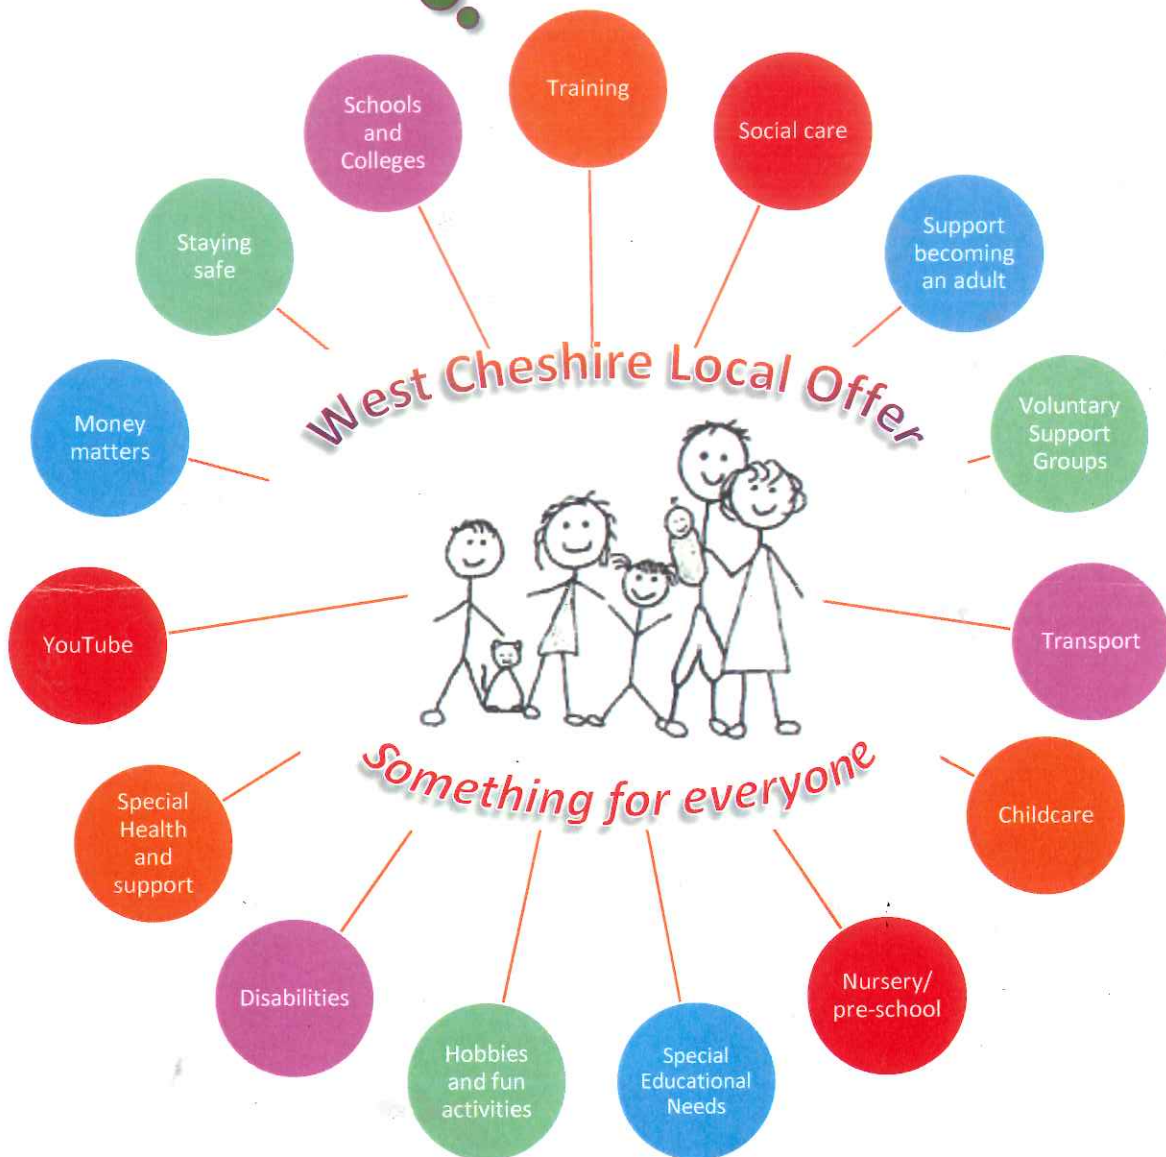 Training
Schools
and
Colleges
Social care
Staying
safe
Support
becoming
an adult
West Cheshire Local Offer
Money
matters
Voluntary
Support
Groups
YouTube
Transport
Something for everyone
Special
Health
and
support
Childcare
Disabilities
Nursery/
pre-school
Hobbies
and fun
activities
Special
Educational
Needs